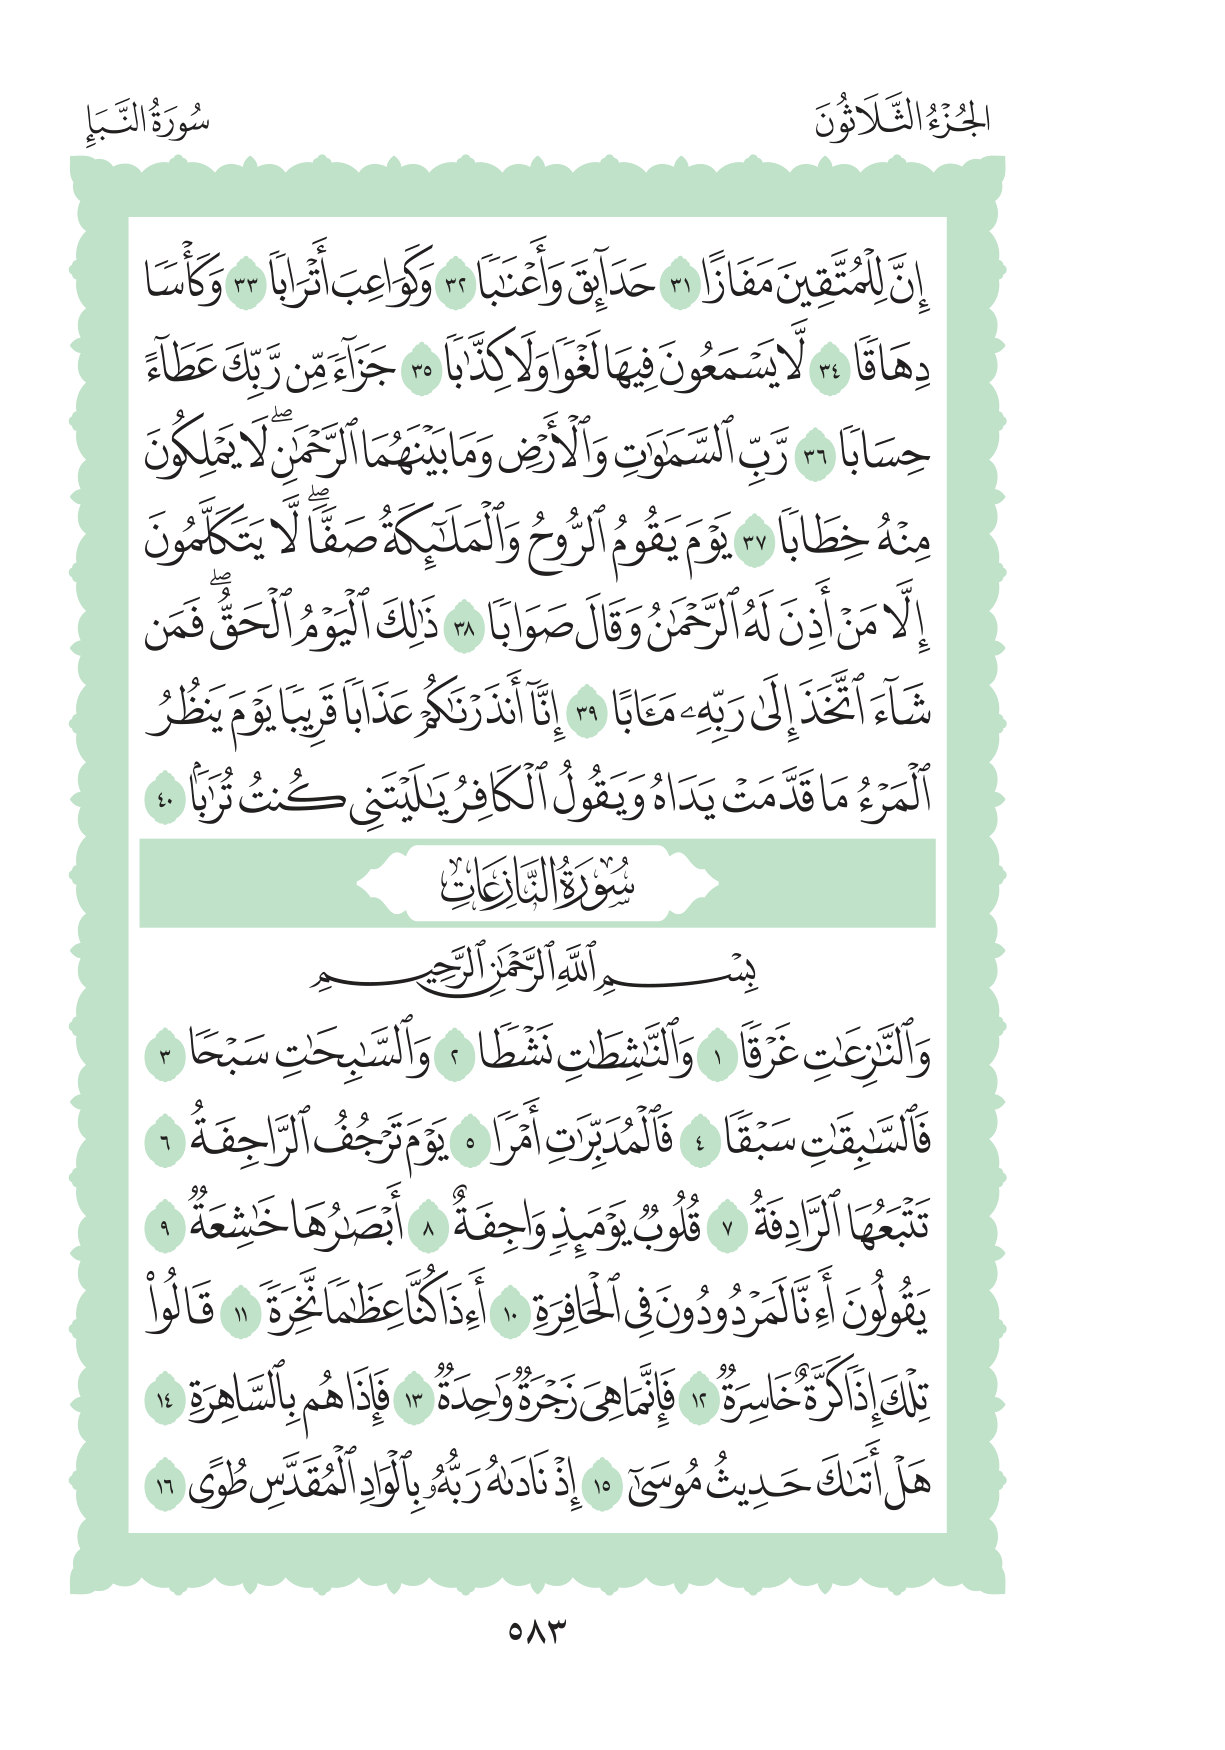 الجُزْءُ الثَّلَاثُونَ
سُورَةُ النَّبَإِ
إِنَّ لِلْمُتَّقِينَ مَفَازًا ٣١ حَدَآئِقَ وَأَعْنَٰبًا ٣٢ وَكَوَاعِبَ أَتْرَابًا ٣٣ وَكَأْسًا
دِهَاقًا ٣٤ لَّا يَسْمَعُونَ فِيهَا لَغْوًا وَلَا كِذَّٰبًا ٣٥ جَزَآءً مِّن رَّبِّكَ عَطَآءً
حِسَابًا ٣٦ رَّبِّ ٱلسَّمَٰوَٰتِ وَٱلْأَرْضِ وَمَا بَيْنَهُمَا ٱلرَّحْمَٰنِۖ لَا يَمْلِكُونَ
مِنْهُ خِطَابًا ٣٧ يَوْمَ يَقُومُ ٱلرُّوحُ وَٱلْمَلَٰٓئِكَةُ صَفًّاۖ لَّا يَتَكَلَّمُونَ
إِلَّا مَنْ أَذِنَ لَهُ ٱلرَّحْمَٰنُ وَقَالَ صَوَابًا ٣٨ ذَٰلِكَ ٱلْيَوْمُ ٱلْحَقُّۖ فَمَن
شَآءَ ٱتَّخَذَ إِلَىٰ رَبِّهِۦ مَـَٔابًا ٣٩ إِنَّآ أَنذَرْنَٰكُمْ عَذَابًا قَرِيبًا يَوْمَ يَنظُرُ
ٱلْمَرْءُ مَا قَدَّمَتْ يَدَاهُ وَيَقُولُ ٱلْكَافِرُ يَٰلَيْتَنِى كُنتُ تُرَٰبًۢا ٤٠
سُورَةُ النَّازِعَاتِ
بِسْمِ ٱللَّهِ ٱلرَّحْمَٰنِ ٱلرَّحِيمِ
وَٱلنَّٰزِعَٰتِ غَرْقًا ١ وَٱلنَّٰشِطَٰتِ نَشْطًا ٢ وَٱلسَّٰبِحَٰتِ سَبْحًا ٣
فَٱلسَّٰبِقَٰتِ سَبْقًا ٤ فَٱلْمُدَبِّرَٰتِ أَمْرًا ٥ يَوْمَ تَرْجُفُ ٱلرَّاجِفَةُ ٦
تَتْبَعُهَا ٱلرَّادِفَةُ ٧ قُلُوبٌ يَوْمَئِذٍ وَاجِفَةٌ ٨ أَبْصَٰرُهَا خَٰشِعَةٌ ٩
يَقُولُونَ أَءِنَّا لَمَرْدُودُونَ فِى ٱلْحَافِرَةِ ١٠ أَءِذَا كُنَّا عِظَٰمًا نَّخِرَةً ١١ قَالُوا۟
تِلْكَ إِذًا كَرَّةٌ خَاسِرَةٌ ١٢ فَإِنَّمَا هِىَ زَجْرَةٌ وَٰحِدَةٌ ١٣ فَإِذَا هُم بِٱلسَّاهِرَةِ ١٤
هَلْ أَتَىٰكَ حَدِيثُ مُوسَىٰٓ ١٥ إِذْ نَادَىٰهُ رَبُّهُۥ بِٱلْوَادِ ٱلْمُقَدَّسِ طُوًى ١٦
٥٨٣